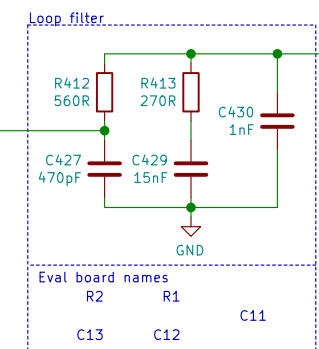 Loop filter
R412 R413
560R 270R
C430
1nF
C427 C429
470pF 15nF
GND
Eval board names
R2 R1
C11
C13 C12